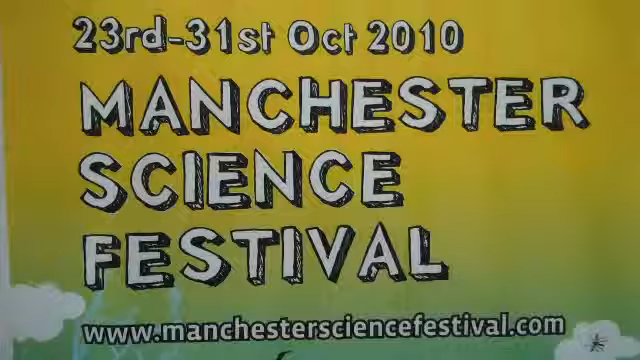 23rd-31st Oct 2010
MANCHESTER
SCIENCE
FESTIVAL
www.manchestersciencefestival.com